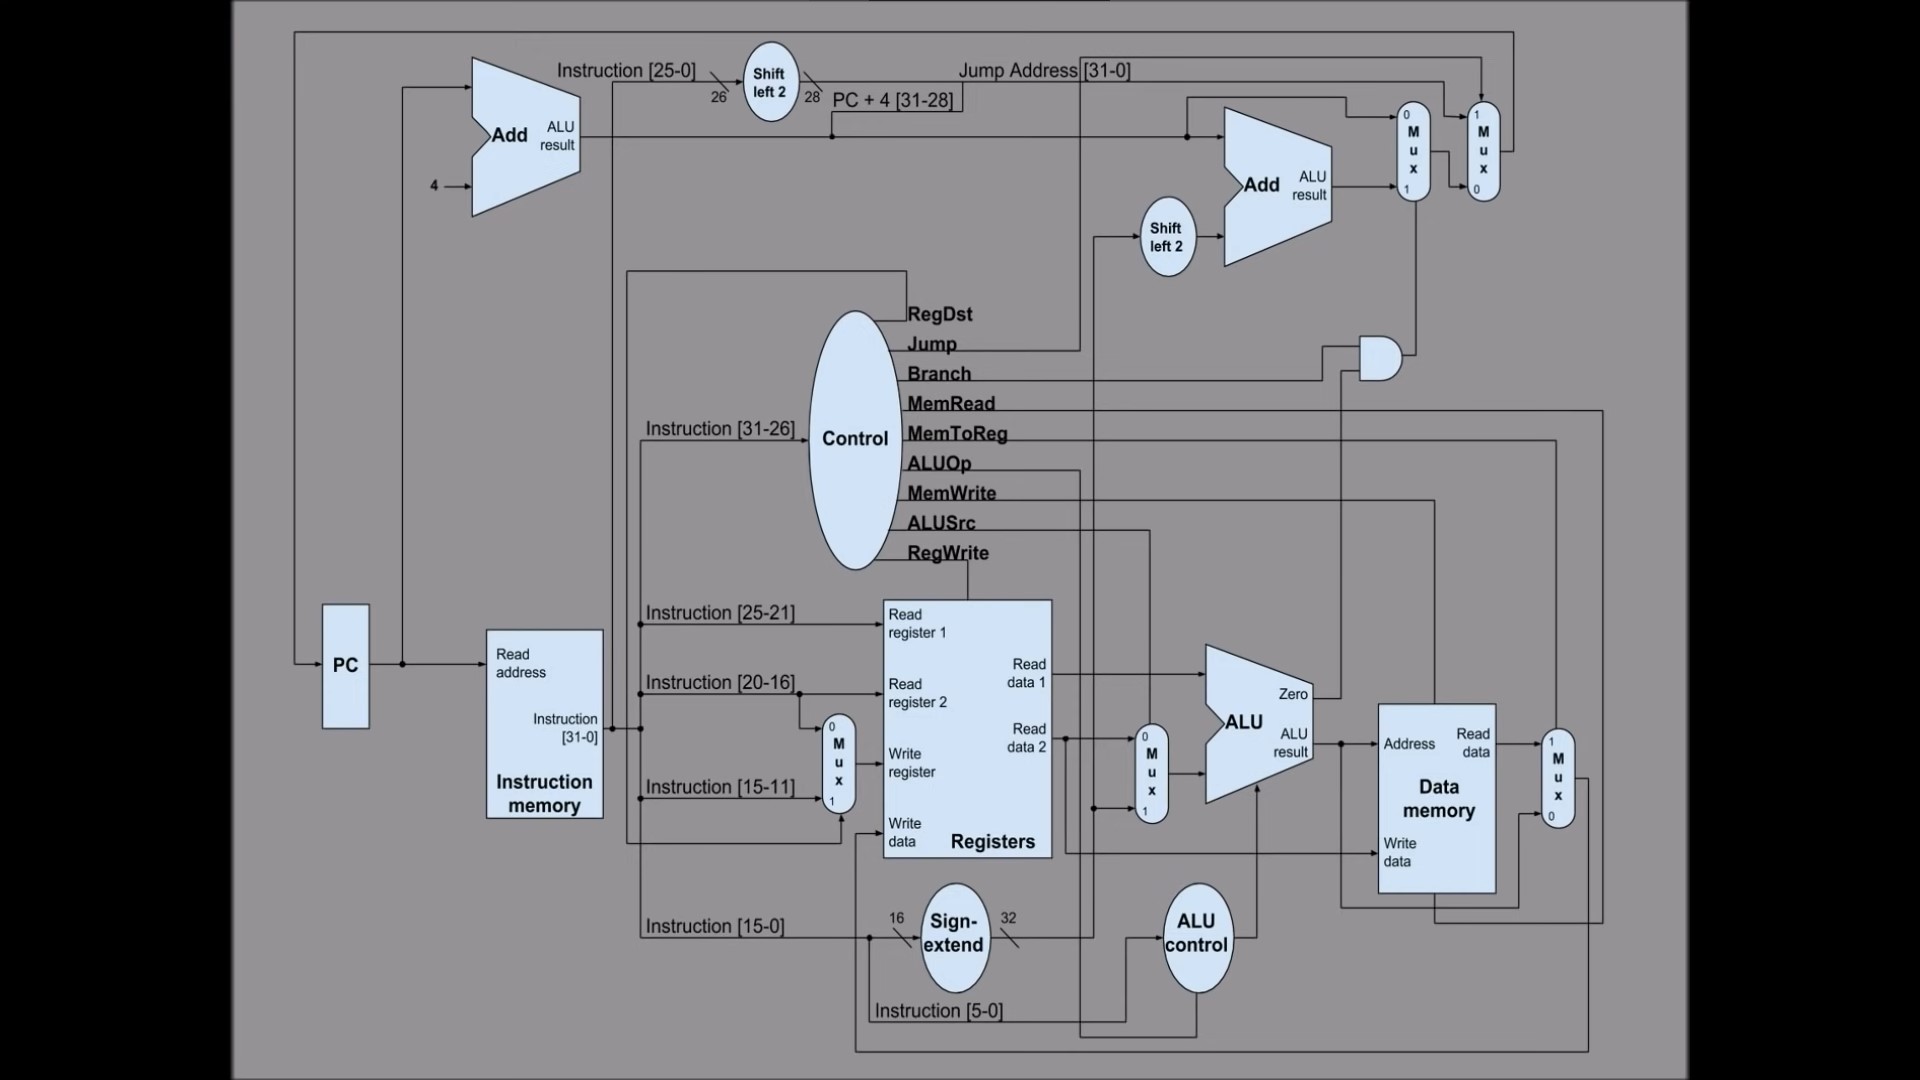 Instruction [25-0]
26
Shift
left 2
28
Jump Address [31-0]
PC + 4 [31-28]
Add
ALU
result
4
Add
ALU
result
Shift
left 2
0
M
u
x
1
1
M
u
x
0
RegDst
Jump
Branch
MemRead
MemToReg
ALUOp
MemWrite
ALUSrc
RegWrite
Control
Instruction [31-26]
Instruction [25-21]
Instruction [20-16]
Instruction [15-11]
Instruction [15-0]
PC
Read
address
Instruction
[31-0]
Instruction
memory
0
M
u
x
1
Read
register 1
Read
register 2
Write
register
Write
data
Read
data 1
Read
data 2
Registers
0
M
u
x
1
Zero
ALU
ALU
result
Address
Read
data
Data
memory
Write
data
1
M
u
x
0
16
Sign-
extend
32
ALU
control
Instruction [5-0]